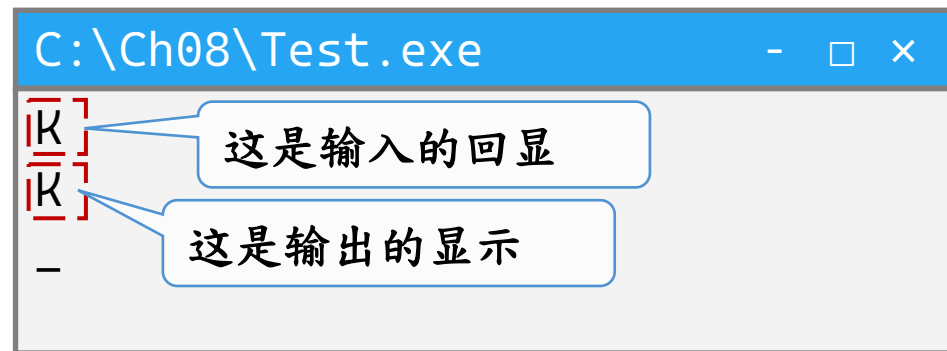 C:\Ch08\Test.exe - □ ×
K
这是输入的回显
K
这是输出的显示
_